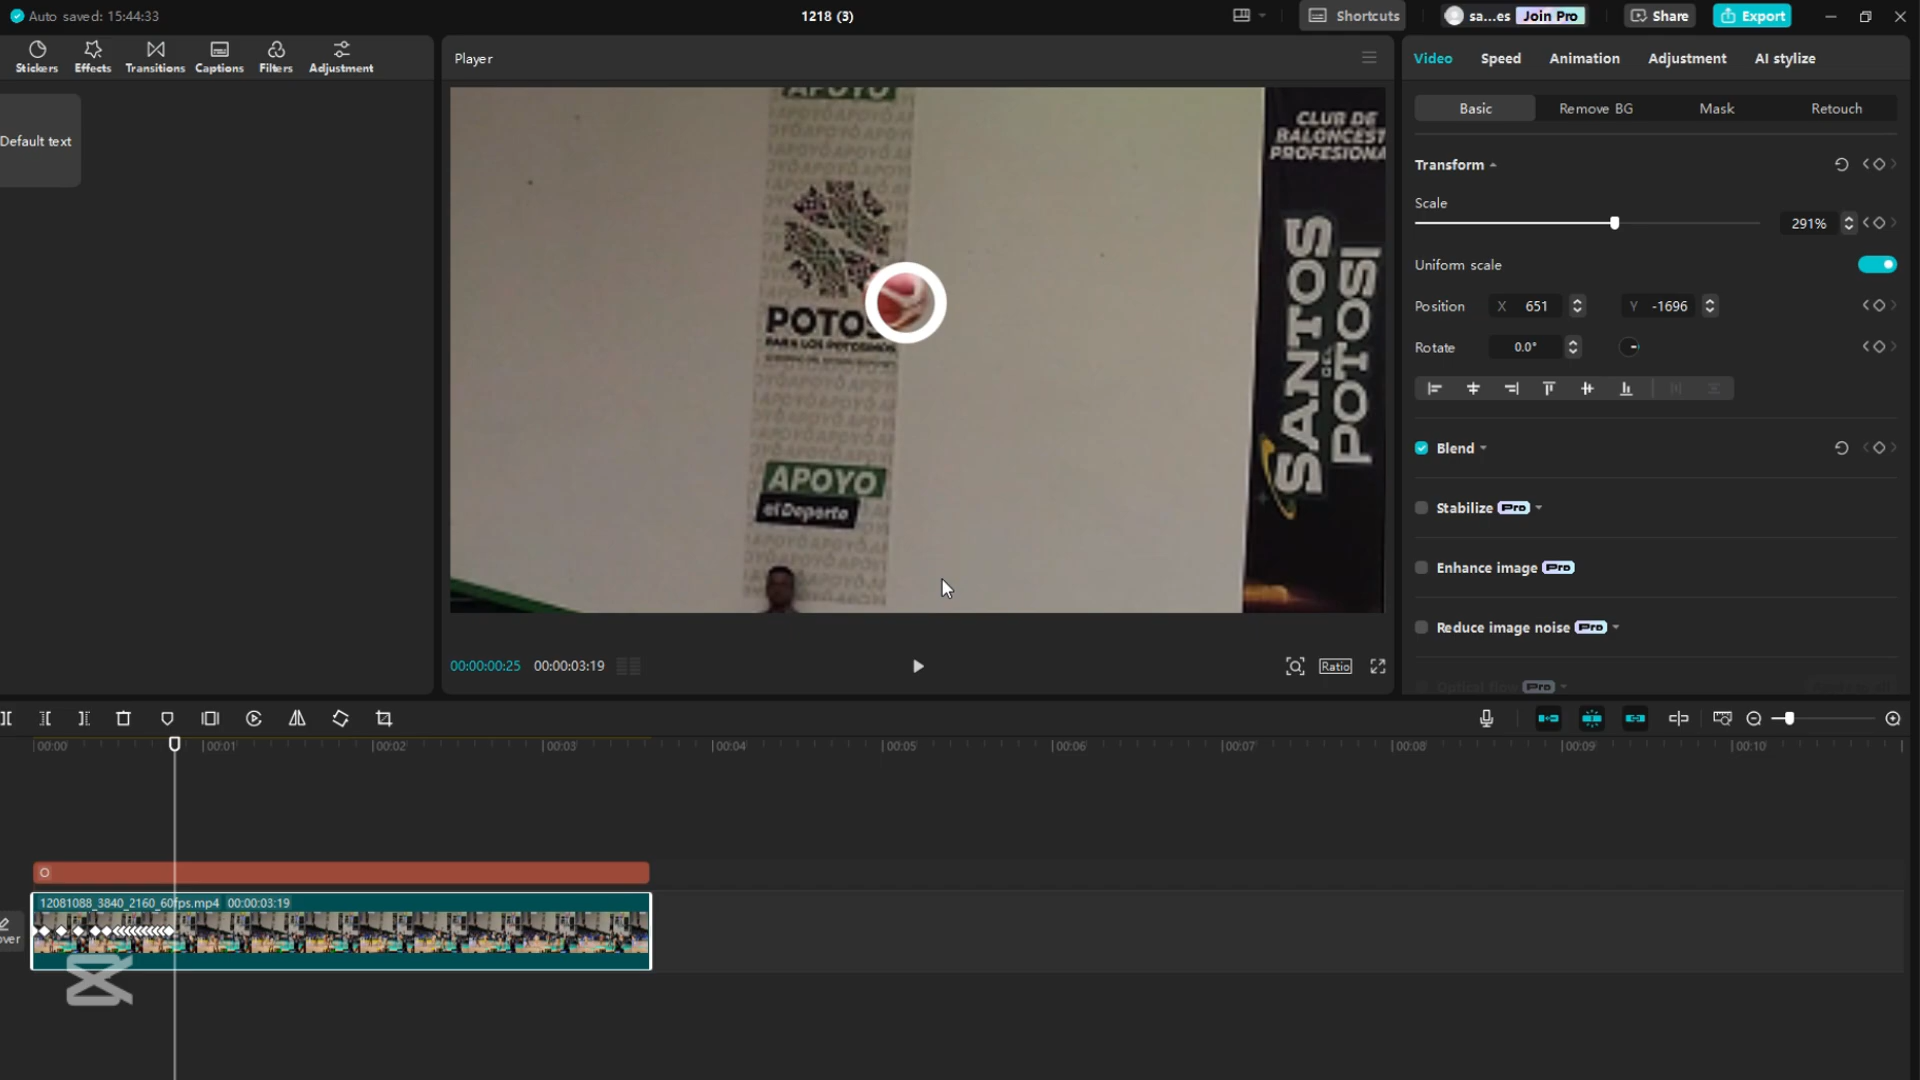 Auto saved: 15:44:33
1218 (3)
Shortcuts
sa...es
Join Pro
Share
Export
Stickers
Effects
Transitions
Captions
Filters
Adjustment
Default text
Player
APOYO
CLUB DE
BALONCEST
PROFESIONA
POTOS
PARA LOS POTOSINOS
APOYO
el Deporte
SANTOS
DEL
POTOSI
00:00:00:25
00:00:03:19
Ratio
Video
Speed
Animation
Adjustment
AI stylize
Basic
Remove BG
Mask
Retouch
Transform
Scale
291%
Uniform scale
Position
X 651
Y -1696
Rotate
0.0°
Blend
Stabilize Pro
Enhance image Pro
Reduce image noise Pro
Optical flow Pro
00:00
00:01
00:02
00:03
00:04
00:05
00:06
00:07
00:08
00:09
00:10
12081088_3840_2160_60fps.mp4 00:00:03:19
over